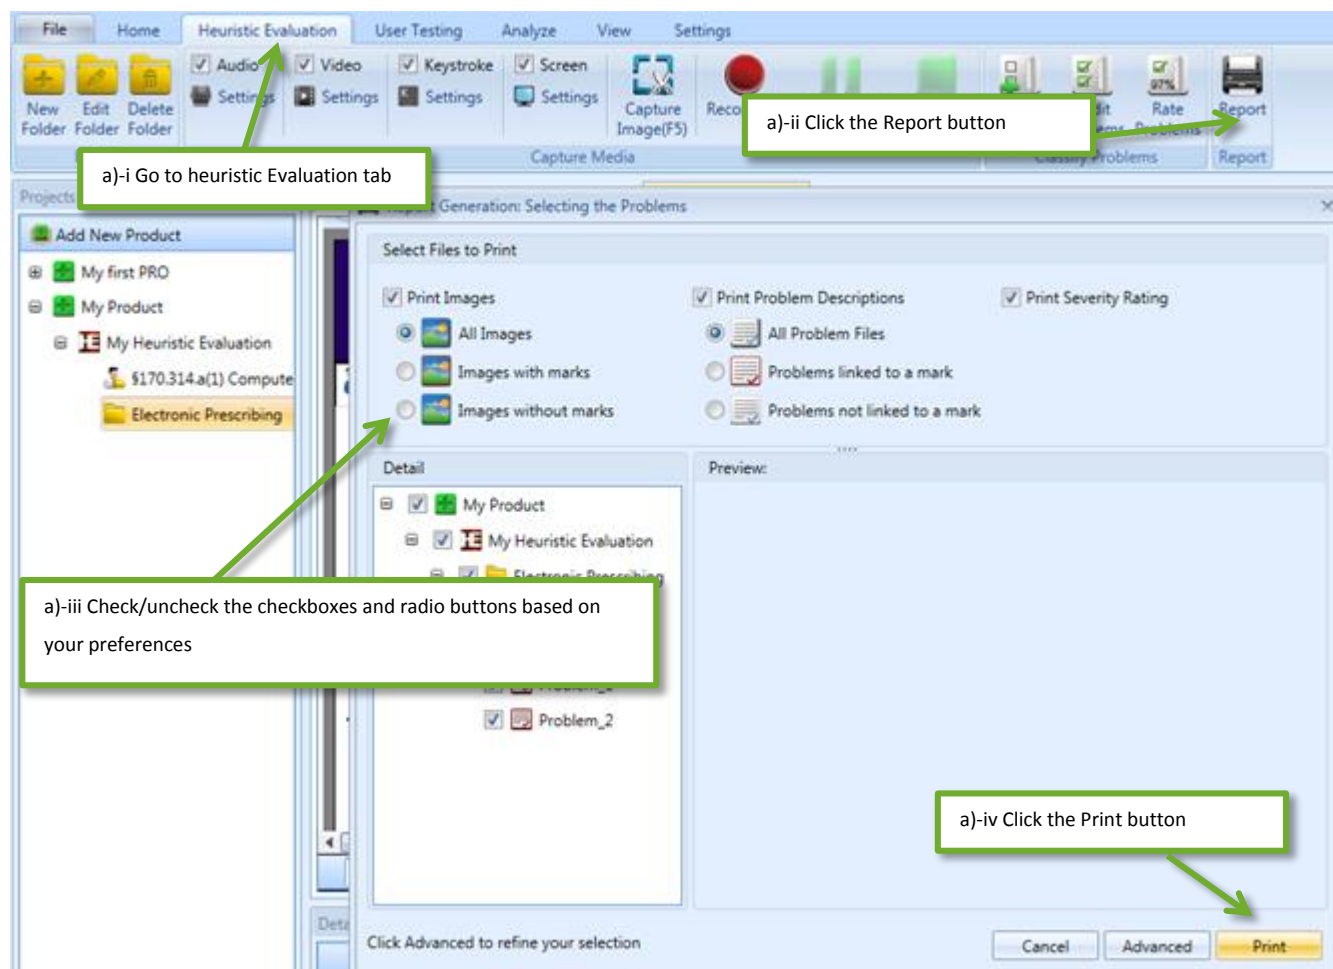 File Home Heuristic Evaluation User Testing Analyze View Settings
Audio Video Keystroke Screen
Settings Settings Settings Settings
New Folder Edit Folder Delete Folder
Capture Image(F5)
Rate Problems
Report
a)-ii Click the Report button
Capture Media
Classify Problems
Report
a)-i Go to heuristic Evaluation tab
Projects
Report Generation: Selecting the Problems
Add New Product
My first PRO
My Product
My Heuristic Evaluation
§170.314.a(1) Compute
Electronic Prescribing
Select Files to Print
Print Images Print Problem Descriptions Print Severity Rating
All Images All Problem Files
Images with marks Problems linked to a mark
Images without marks Problems not linked to a mark
Detail Preview:
My Product
My Heuristic Evaluation
Electronic Prescribing
a)-iii Check/uncheck the checkboxes and radio buttons based on
your preferences
Problem_2
a)-iv Click the Print button
Click Advanced to refine your selection
Cancel Advanced Print